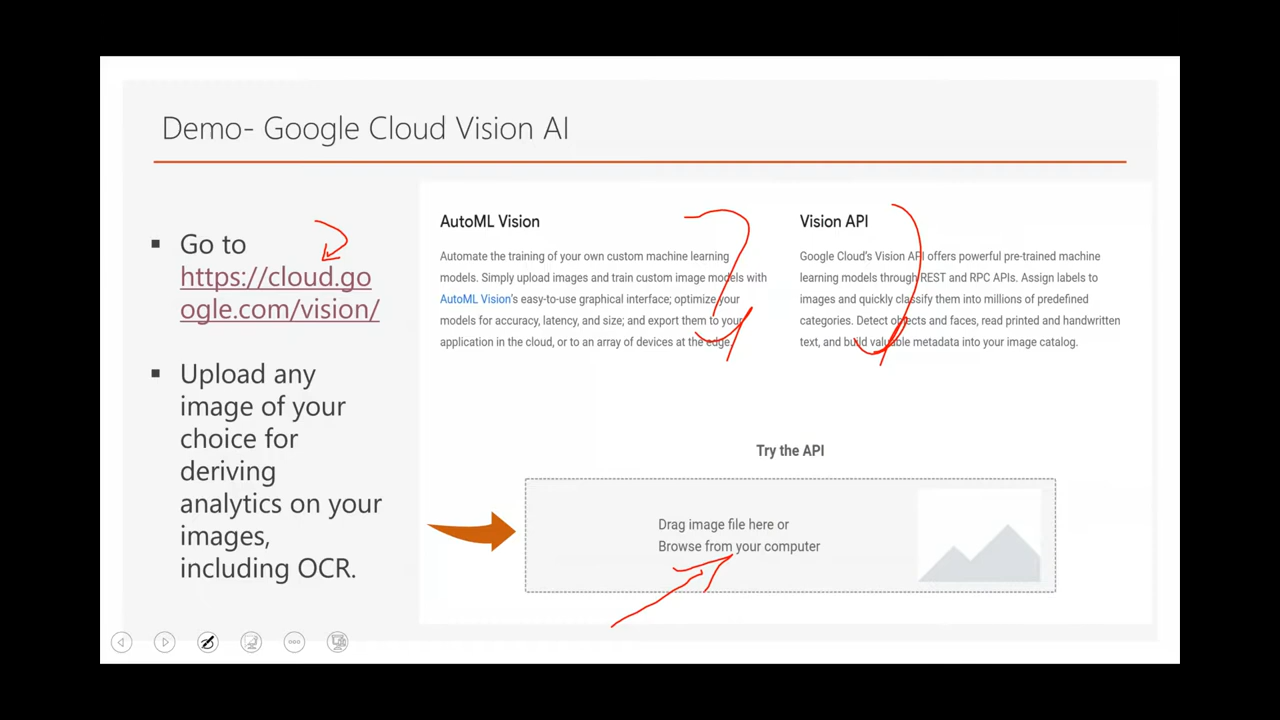 Demo- Google Cloud Vision AI
▪ Go to
https://cloud.go
ogle.com/vision/
▪ Upload any
image of your
choice for
deriving
analytics on your
images,
including OCR.
AutoML Vision
Automate the training of your own custom machine learning
models. Simply upload images and train custom image models with
AutoML Vision's easy-to-use graphical interface; optimize your
models for accuracy, latency, and size; and export them to your
application in the cloud, or to an array of devices at the edge.
Vision API
Google Cloud's Vision API offers powerful pre-trained machine
learning models through REST and RPC APIs. Assign labels to
images and quickly classify them into millions of predefined
categories. Detect objects and faces, read printed and handwritten
text, and build valuable metadata into your image catalog.
Try the API
Drag image file here or
Browse from your computer